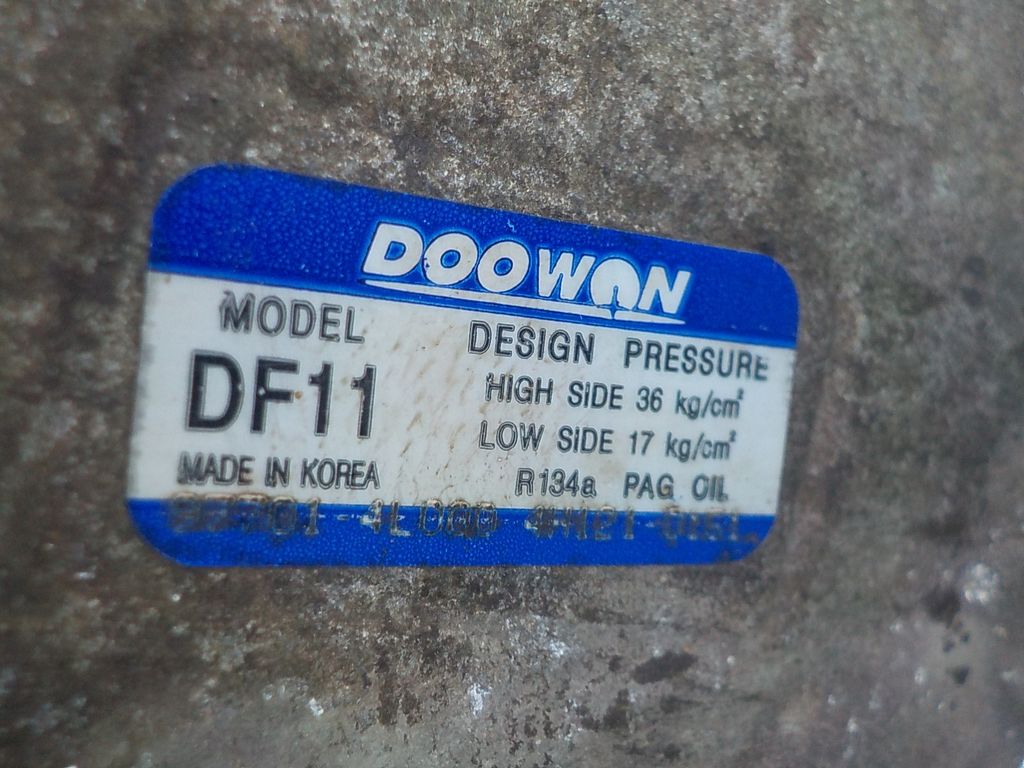 DOOWON
MODEL
DF11
MADE IN KOREA
DESIGN PRESSURE
HIGH SIDE 36 kg/cm²
LOW SIDE 17 kg/cm²
R134a PAG OIL